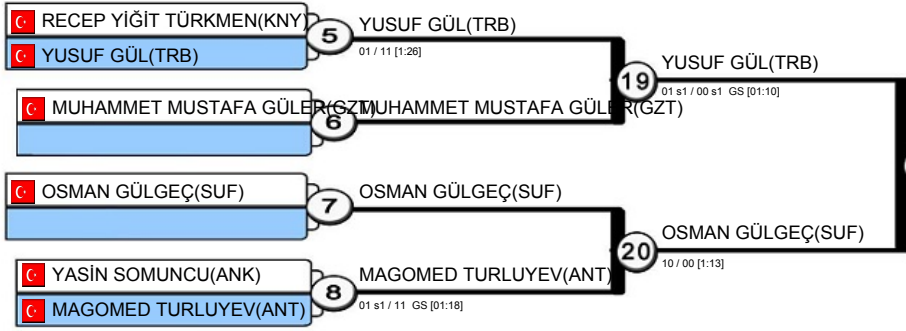 RECEP YİĞİT TÜRKMEN(KNY)
YUSUF GÜL(TRB)
5
YUSUF GÜL(TRB)
01 / 11 [1:26]
MUHAMMET MUSTAFA GÜLER(GZT)
6
MUHAMMET MUSTAFA GÜLER(GZT)
19
YUSUF GÜL(TRB)
01 s1 / 00 s1 GS [01:10]
OSMAN GÜLGEÇ(SUF)
7
OSMAN GÜLGEÇ(SUF)
YASİN SOMUNCU(ANK)
MAGOMED TURLUYEV(ANT)
8
MAGOMED TURLUYEV(ANT)
01 s1 / 11 GS [01:18]
20
OSMAN GÜLGEÇ(SUF)
10 / 00 [1:13]